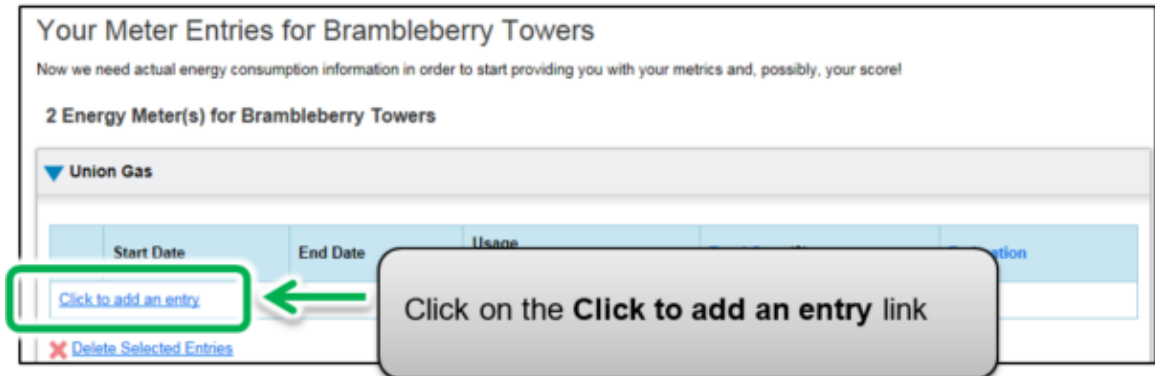 Your Meter Entries for Brambleberry Towers
Now we need actual energy consumption information in order to start providing you with your metrics and, possibly, your score!
2 Energy Meter(s) for Brambleberry Towers
Union Gas
Start Date End Date Usage
Click to add an entry
Click on the Click to add an entry link
Delete Selected Entries